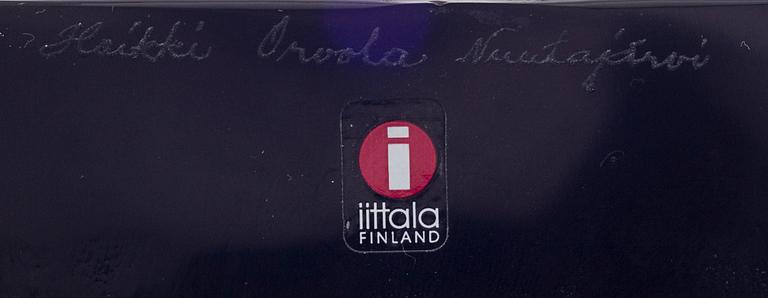 Heikki Orvola Nuutajärvi
i
iittala
FINLAND